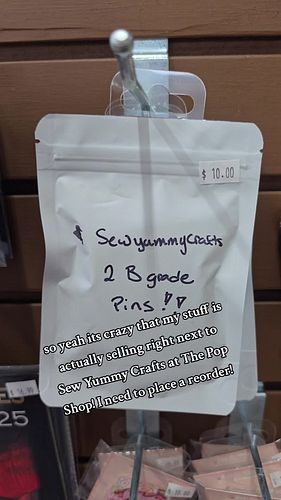 $ 10.00
Sewyummycrafts
2 B grade
Pins !!
so yeah its crazy that my stuff is
actually selling right next to
Sew Yummy Crafts at The Pop
Shop! I need to place a reorder!
25